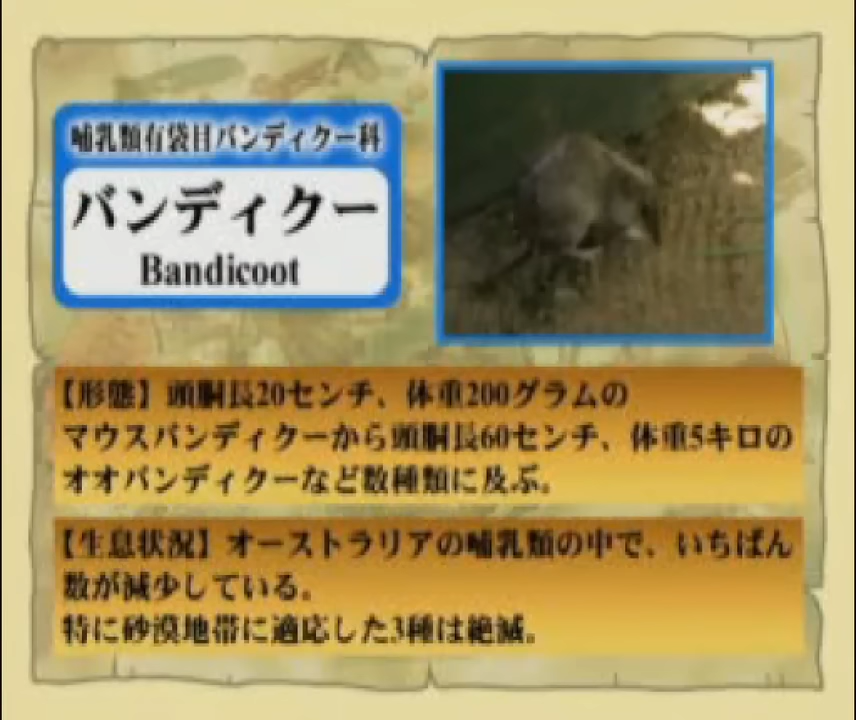 哺乳類有袋目バンディクー科
バンディクー
Bandicoot
【形態】頭胴長20センチ、体重200グラムの
マウスバンディクーから頭胴長60センチ、体重5キロの
オオバンディクーなど数種類に及ぶ。
【生息状況】オーストラリアの哺乳類の中で、いちばん
数が減少している。
特に砂漠地帯に適応した3種は絶滅。